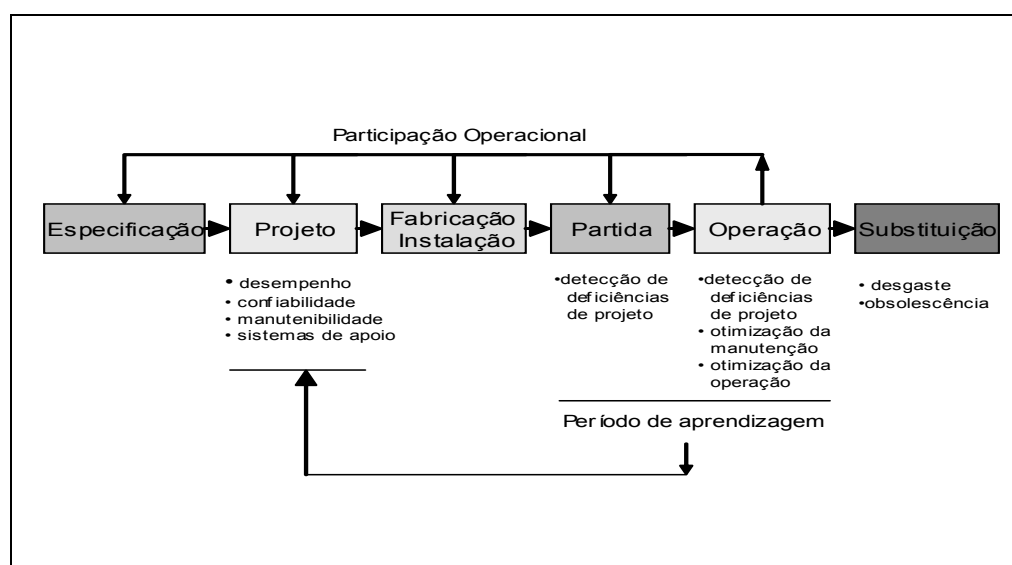 Participação Operacional
Especificação
Projeto
Fabricação
Instalação
Partida
Operação
Substituição
• desempenho
• confiabilidade
• manutenibilidade
• sistemas de apoio
•detecção de
deficiências
de projeto
•detecção de
deficiências
de projeto
• otimização da
manutenção
• otimização da
operação
• desgaste
•obsolescência
Período de aprendizagem